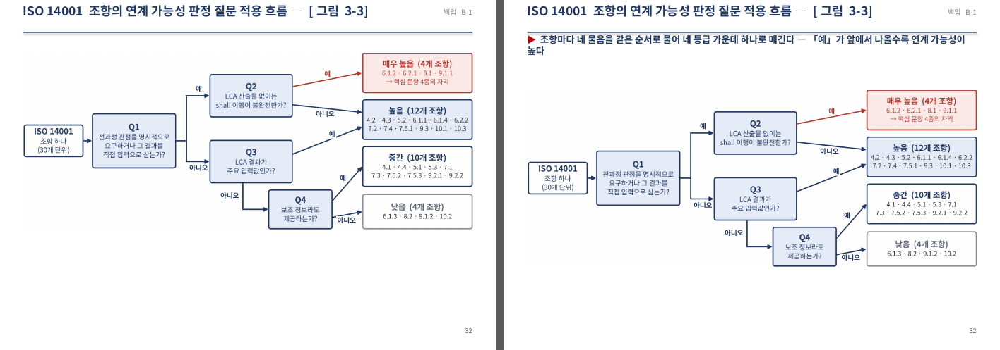 ISO 14001 조항의 연계 가능성 판정 질문 적용 흐름 — [ 그림 3-3]
백업 B-1
ISO 14001
조항 하나
(30개 단위)
Q1
전과정 관점을 명시적으로
요구하거나 그 결과를
직접 입력으로 삼는가?
예
아니오
Q2
LCA 산출물 없이는
shall 이행이 불완전한가?
예
아니오
Q3
LCA 결과가
주요 입력값인가?
예
아니오
Q4
보조 정보라도
제공하는가?
예
아니오
매우 높음 (4개 조항)
6.1.2 · 6.2.1 · 8.1 · 9.1.1
→ 핵심 문항 4종의 자리
높음 (12개 조항)
4.2 · 4.3 · 5.2 · 6.1.1 · 6.1.4 · 6.2.2
7.2 · 7.4 · 7.5.1 · 9.3 · 10.1 · 10.3
중간 (10개 조항)
4.1 · 4.4 · 5.1 · 5.3 · 7.1
7.3 · 7.5.2 · 7.5.3 · 9.2.1 · 9.2.2
낮음 (4개 조항)
6.1.3 · 8.2 · 9.1.2 · 10.2
32
ISO 14001 조항의 연계 가능성 판정 질문 적용 흐름 — [ 그림 3-3]
백업 B-1
▶ 조항마다 네 물음을 같은 순서로 물어 네 등급 가운데 하나로 매긴다 — 「예」가 앞에서 나올수록 연계 가능성이
높다
ISO 14001
조항 하나
(30개 단위)
Q1
전과정 관점을 명시적으로
요구하거나 그 결과를
직접 입력으로 삼는가?
예
아니오
Q2
LCA 산출물 없이는
shall 이행이 불완전한가?
예
아니오
Q3
LCA 결과가
주요 입력값인가?
예
아니오
Q4
보조 정보라도
제공하는가?
예
아니오
매우 높음 (4개 조항)
6.1.2 · 6.2.1 · 8.1 · 9.1.1
→ 핵심 문항 4종의 자리
높음 (12개 조항)
4.2 · 4.3 · 5.2 · 6.1.1 · 6.1.4 · 6.2.2
7.2 · 7.4 · 7.5.1 · 9.3 · 10.1 · 10.3
중간 (10개 조항)
4.1 · 4.4 · 5.1 · 5.3 · 7.1
7.3 · 7.5.2 · 7.5.3 · 9.2.1 · 9.2.2
낮음 (4개 조항)
6.1.3 · 8.2 · 9.1.2 · 10.2
32